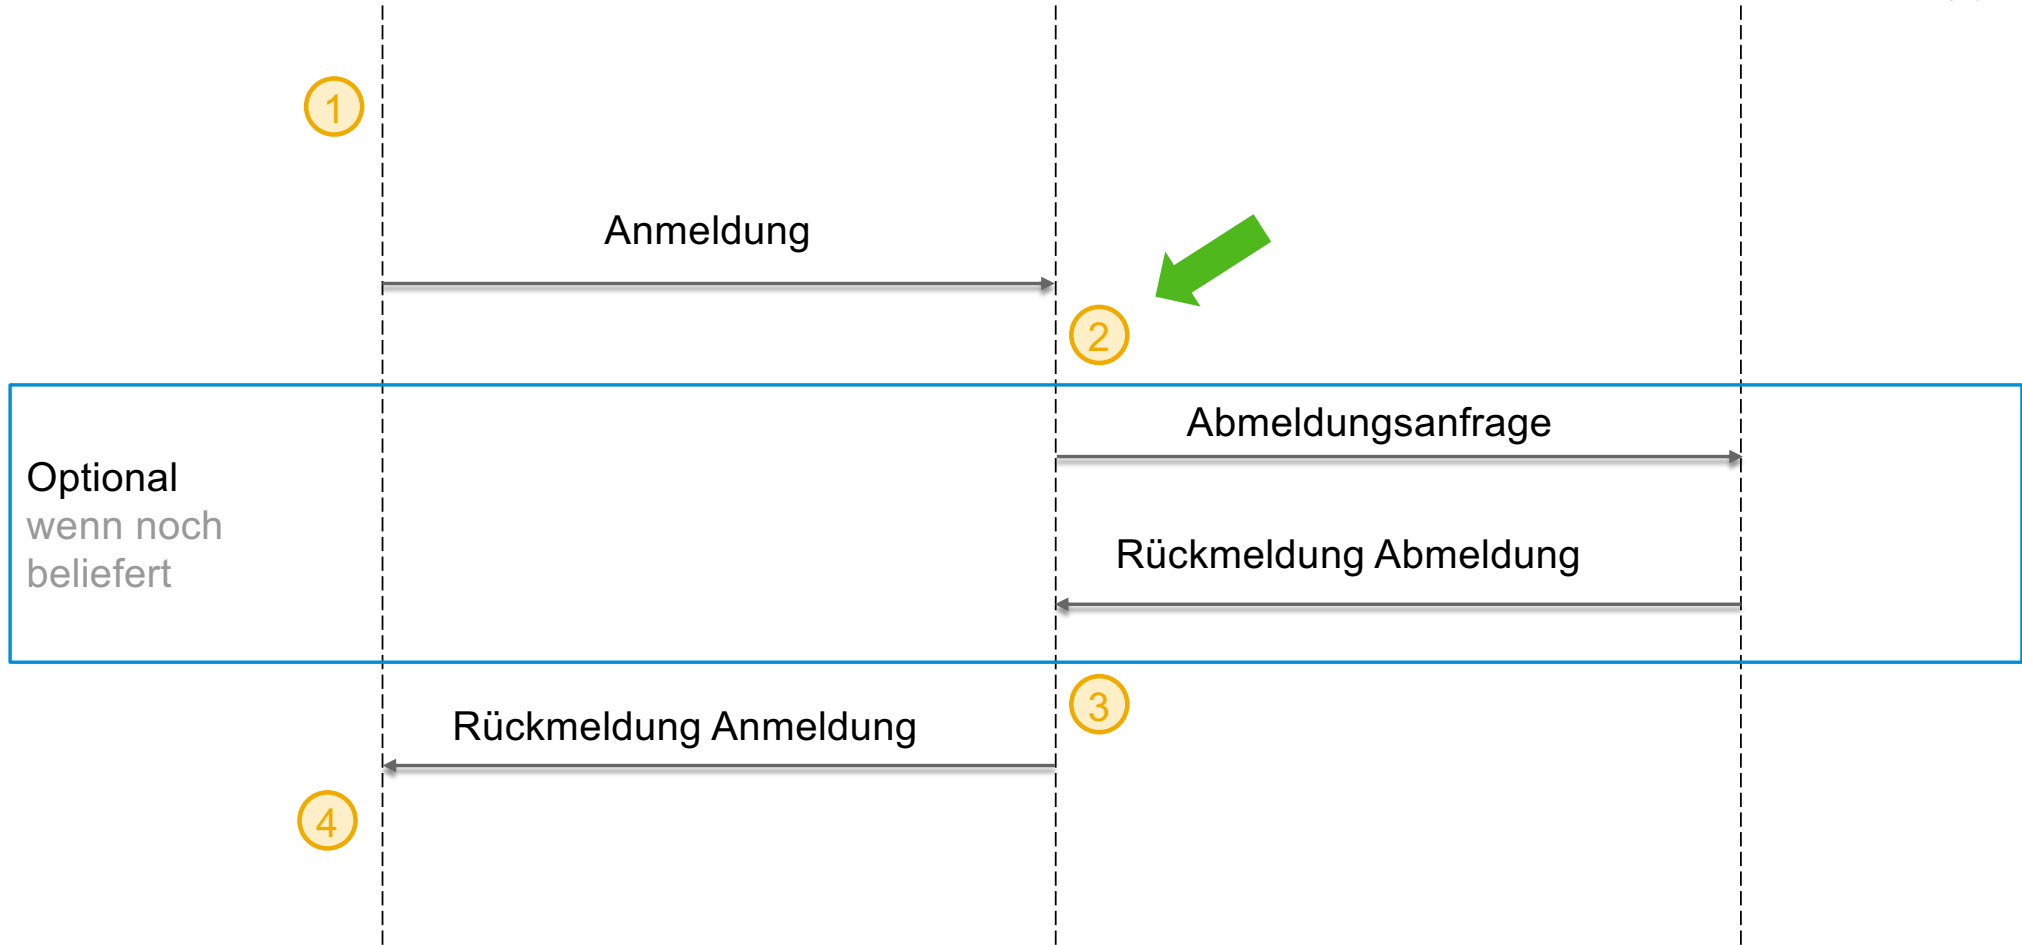 1
Anmeldung
2
Abmeldungsanfrage
Optional
wenn noch
beliefert
Rückmeldung Abmeldung
3
Rückmeldung Anmeldung
4